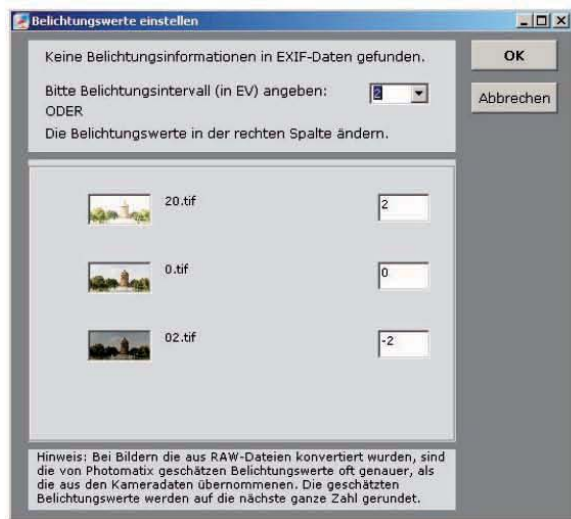 Belichtungswerte einstellen
Keine Belichtungsinformationen in EXIF-Daten gefunden.
OK
Bitte Belichtungsintervall (in EV) angeben: 2
Abbrechen
ODER
Die Belichtungswerte in der rechten Spalte ändern.
20.tif 2
0.tif 0
02.tif -2
Hinweis: Bei Bildern die aus RAW-Dateien konvertiert wurden, sind
die von Photomatix geschätzen Belichtungswerte oft genauer, als
die aus den Kameradaten übernommenen. Die geschätzten
Belichtungswerte werden auf die nächste ganze Zahl gerundet.